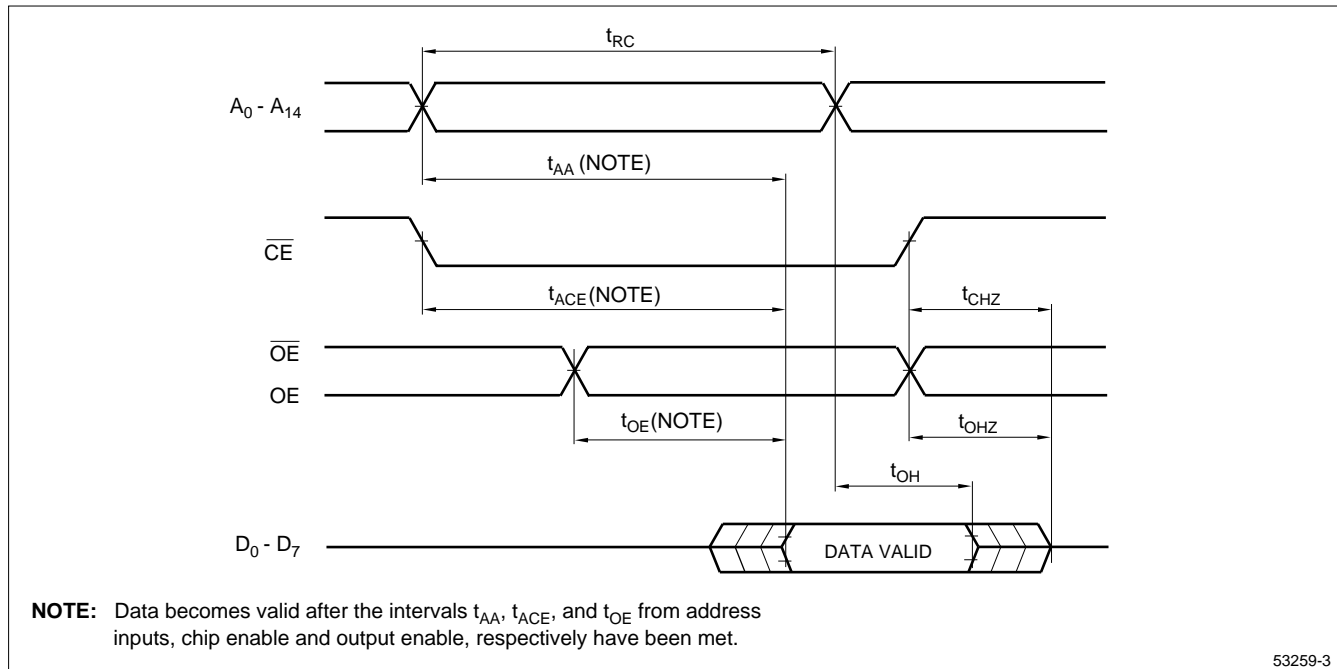 tRC
A0 - A14
tAA (NOTE)
C̅E̅
tACE(NOTE)
tCHZ
O̅E̅
OE
tOE(NOTE)
tOHZ
tOH
D0 - D7
DATA VALID
NOTE: Data becomes valid after the intervals tAA, tACE, and tOE from address
inputs, chip enable and output enable, respectively have been met.
53259-3